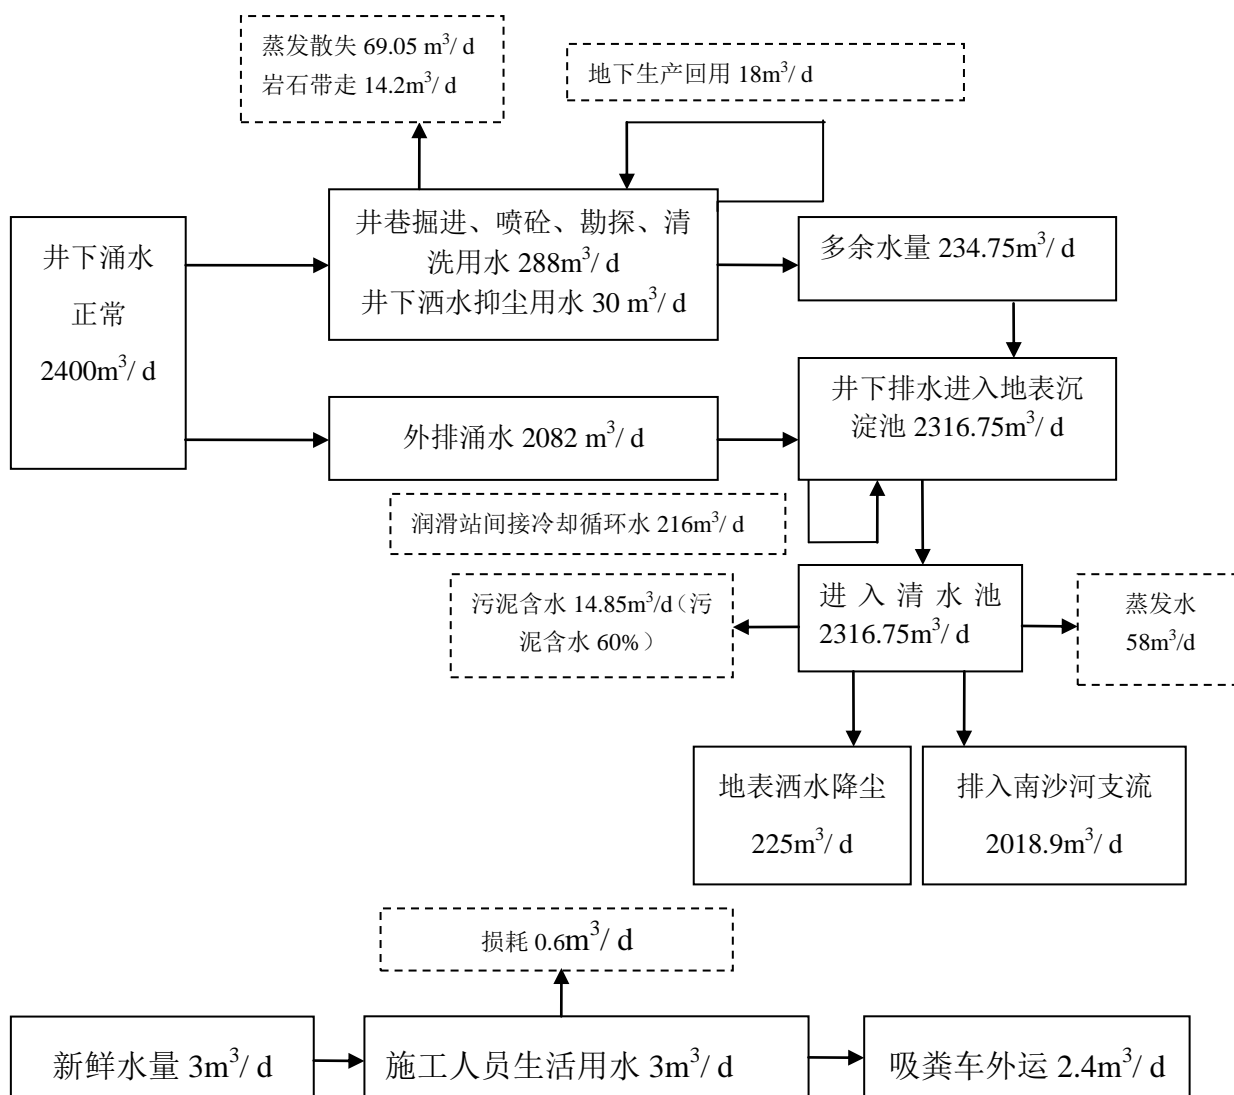 蒸发散失 69.05 m³/ d
岩石带走 14.2m³/ d
地下生产回用 18m³/ d
井下涌水
正常
2400m³/ d
井巷掘进、喷砼、勘探、清
洗用水 288m³/ d
井下洒水抑尘用水 30 m³/ d
多余水量 234.75m³/ d
外排涌水 2082 m³/ d
井下排水进入地表沉
淀池 2316.75m³/ d
润滑站间接冷却循环水 216m³/ d
污泥含水 14.85m³/d（污
泥含水 60%）
进入清水池
2316.75m³/ d
蒸发水
58m³/d
地表洒水降尘
225m³/ d
排入南沙河支流
2018.9m³/ d
损耗 0.6m³/ d
新鲜水量 3m³/ d
施工人员生活用水 3m³/ d
吸粪车外运 2.4m³/ d